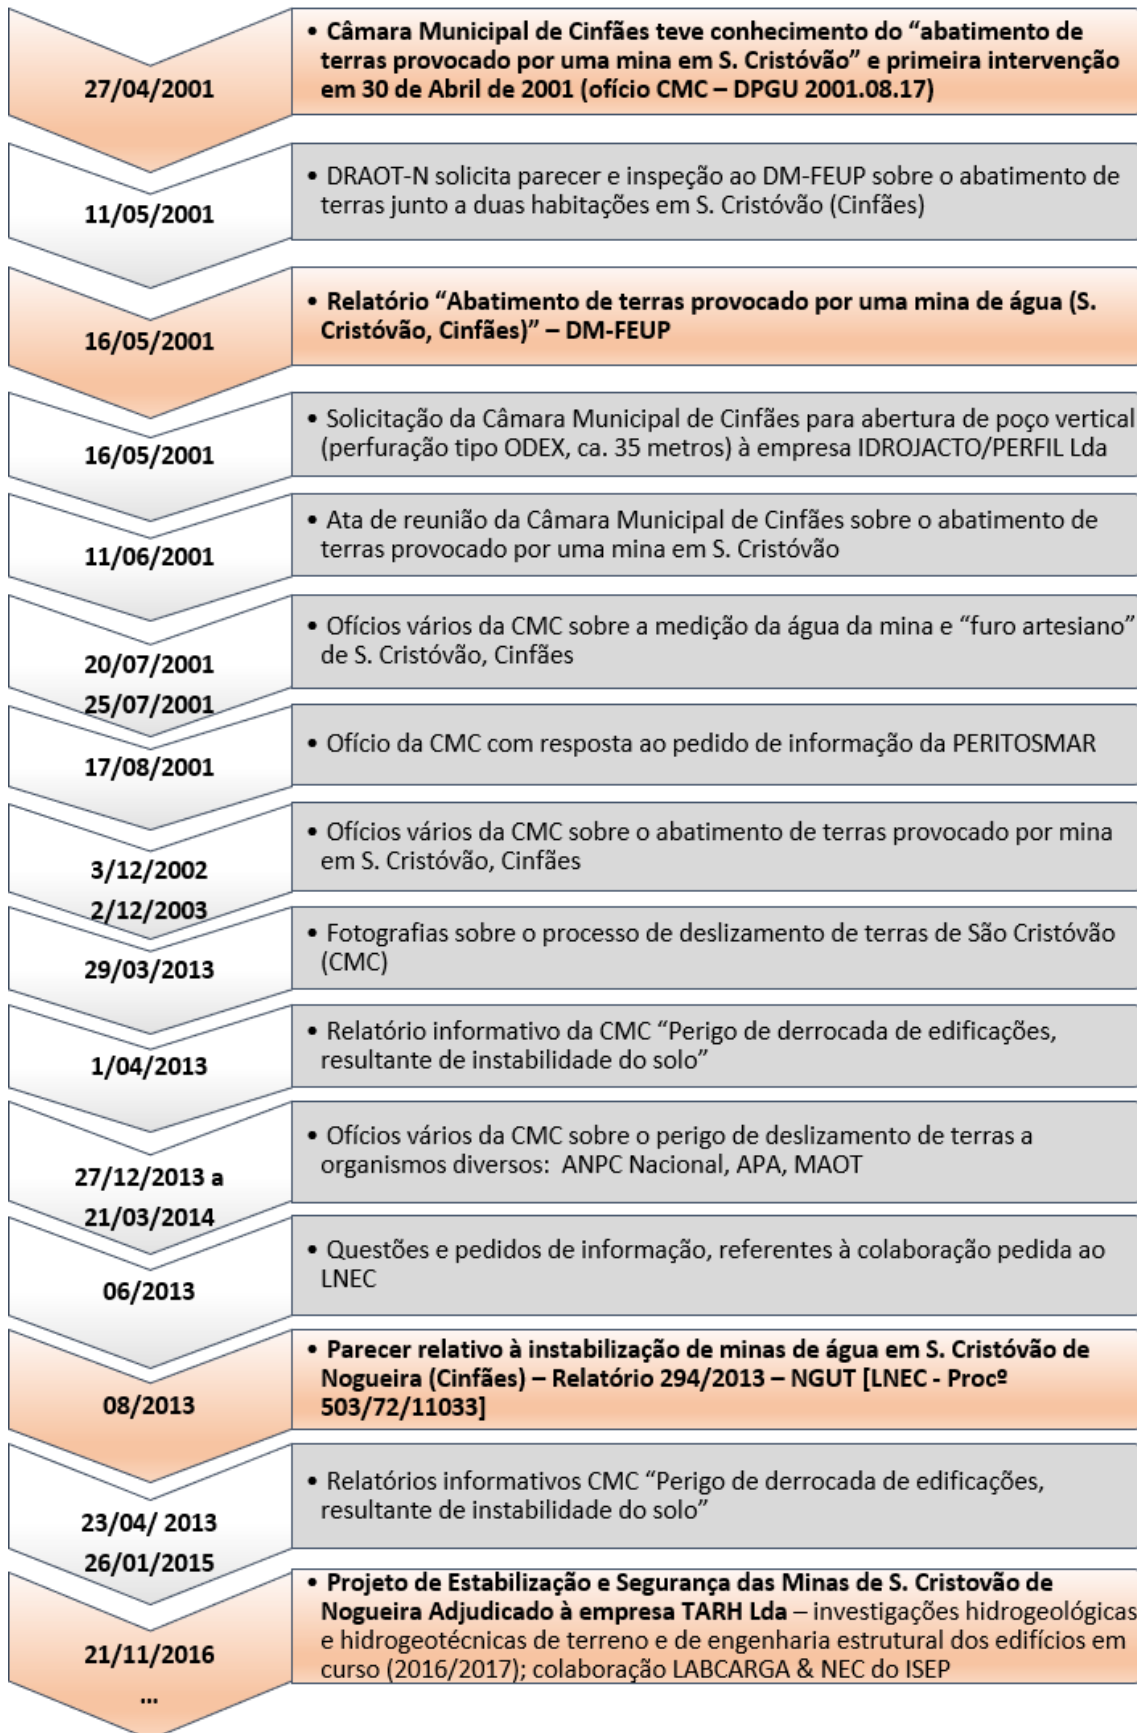 27/04/2001
• Câmara Municipal de Cinfães teve conhecimento do “abatimento de
terras provocado por uma mina em S. Cristóvão” e primeira intervenção
em 30 de Abril de 2001 (ofício CMC – DPGU 2001.08.17)
11/05/2001
• DRAOT-N solicita parecer e inspeção ao DM-FEUP sobre o abatimento de
terras junto a duas habitações em S. Cristóvão (Cinfães)
16/05/2001
• Relatório “Abatimento de terras provocado por uma mina de água (S.
Cristóvão, Cinfães)” – DM-FEUP
16/05/2001
• Solicitação da Câmara Municipal de Cinfães para abertura de poço vertical
(perfuração tipo ODEX, ca. 35 metros) à empresa IDROJACTO/PERFIL Lda
11/06/2001
• Ata de reunião da Câmara Municipal de Cinfães sobre o abatimento de
terras provocado por uma mina em S. Cristóvão
20/07/2001
25/07/2001
• Ofícios vários da CMC sobre a medição da água da mina e “furo artesiano”
de S. Cristóvão, Cinfães
17/08/2001
• Ofício da CMC com resposta ao pedido de informação da PERITOSMAR
3/12/2002
2/12/2003
• Ofícios vários da CMC sobre o abatimento de terras provocado por mina
em S. Cristóvão, Cinfães
29/03/2013
• Fotografias sobre o processo de deslizamento de terras de São Cristóvão
(CMC)
1/04/2013
• Relatório informativo da CMC “Perigo de derrocada de edificações,
resultante de instabilidade do solo”
27/12/2013 a
21/03/2014
• Ofícios vários da CMC sobre o perigo de deslizamento de terras a
organismos diversos:  ANPC Nacional, APA, MAOT
06/2013
• Questões e pedidos de informação, referentes à colaboração pedida ao
LNEC
08/2013
• Parecer relativo à instabilização de minas de água em S. Cristóvão de
Nogueira (Cinfães) – Relatório 294/2013 – NGUT [LNEC - Procº
503/72/11033]
23/04/ 2013
26/01/2015
• Relatórios informativos CMC “Perigo de derrocada de edificações,
resultante de instabilidade do solo”
21/11/2016
...
• Projeto de Estabilização e Segurança das Minas de S. Cristovão de
Nogueira Adjudicado à empresa TARH Lda – investigações hidrogeológicas
e hidrogeotécnicas de terreno e de engenharia estrutural dos edifícios em
curso (2016/2017); colaboração LABCARGA & NEC do ISEP